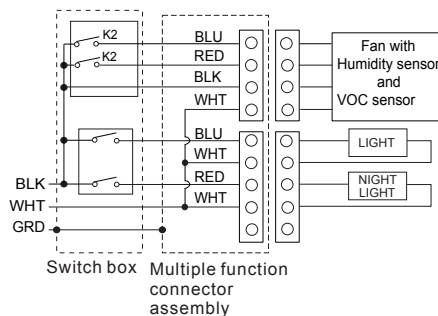 K2
BLU
K2
RED
BLK
WHT
Fan with
Humidity sensor
and
VOC sensor
BLU
WHT
LIGHT
RED
WHT
NIGHT
LIGHT
BLK
WHT
GRD
Switch box
Multiple function
connector
assembly